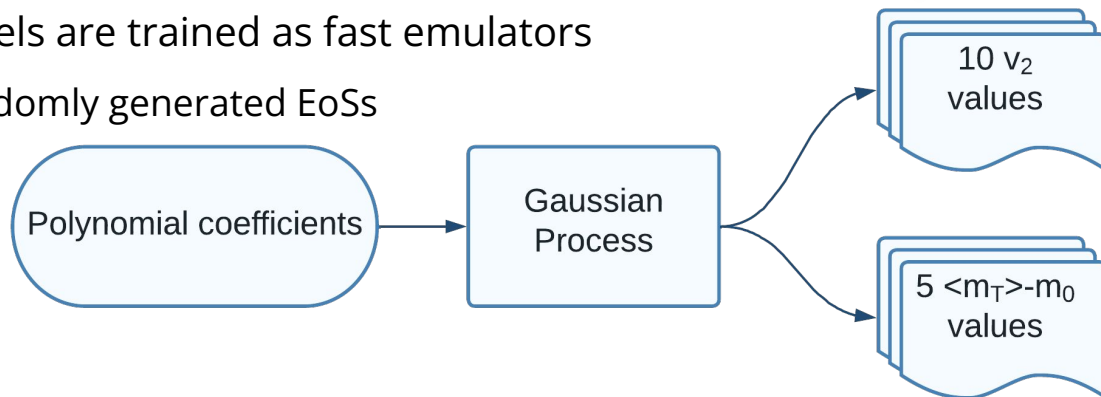 els are trained as fast emulators
domly generated EoSs
Polynomial coefficients
Gaussian
Process
10 v₂
values
5 <m_T>-m₀
values